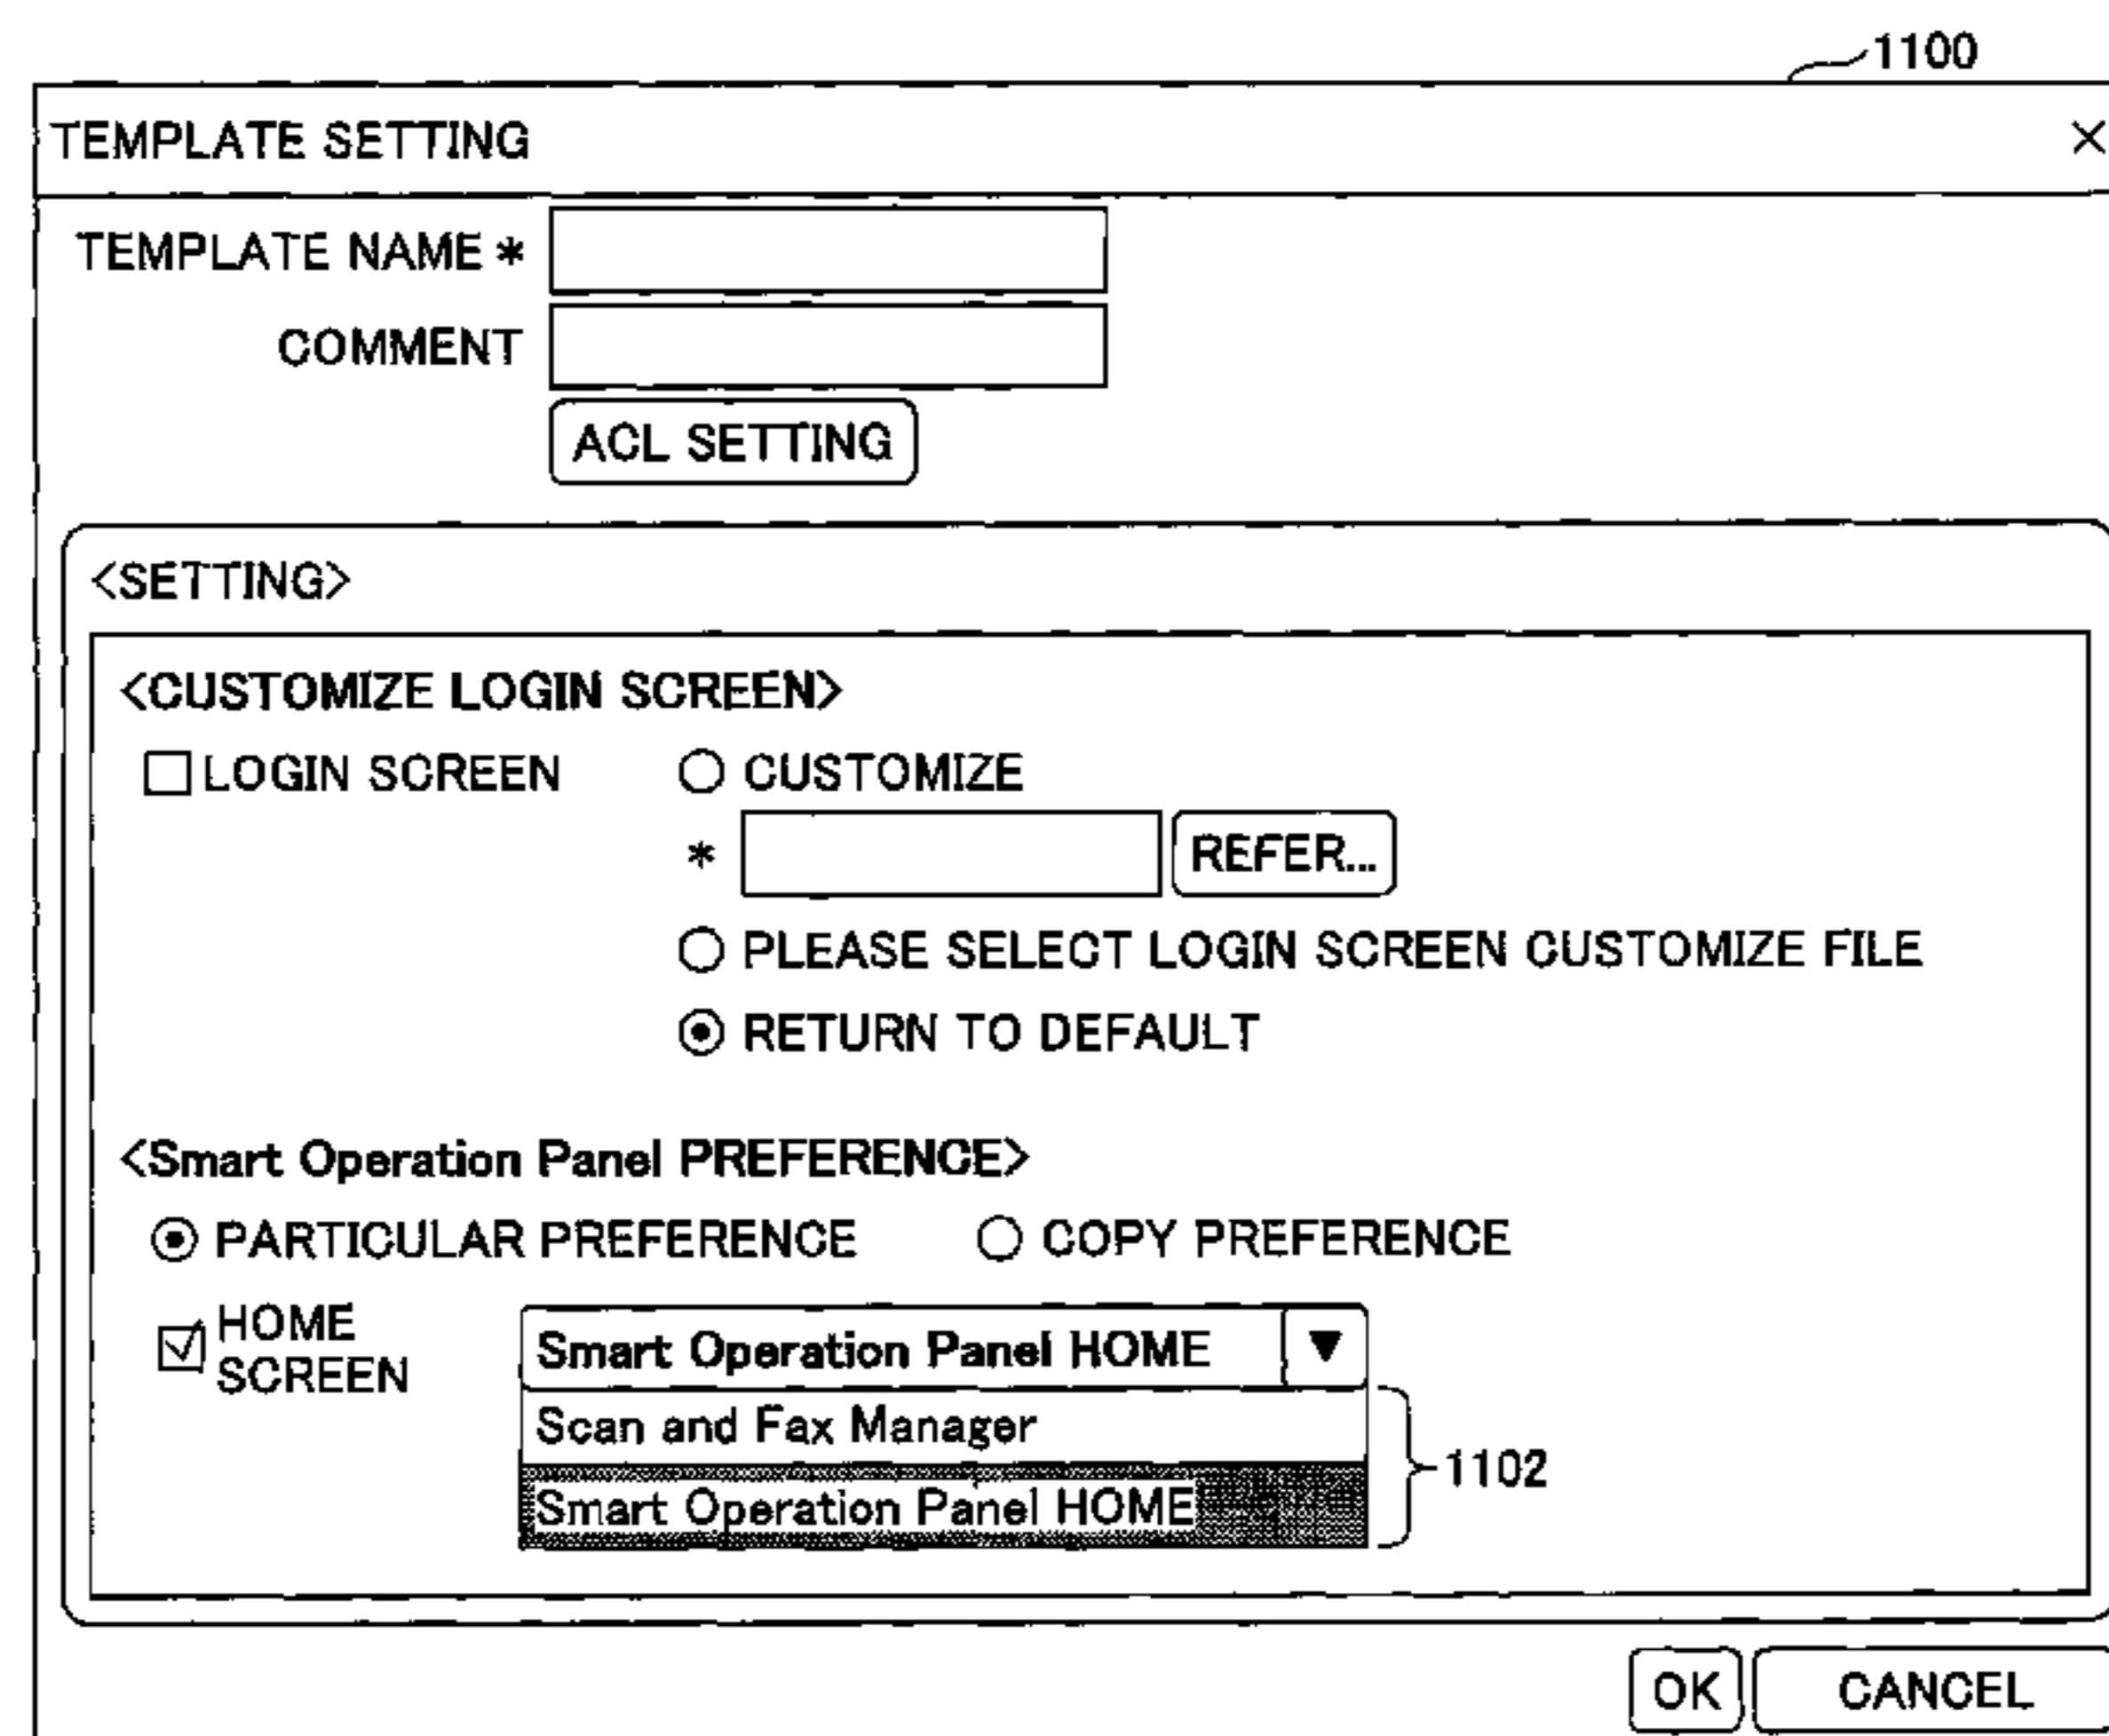 1100
TEMPLATE SETTING ×
TEMPLATE NAME *
COMMENT
ACL SETTING
<SETTING>
<CUSTOMIZE LOGIN SCREEN>
LOGIN SCREEN CUSTOMIZE
* REFER...
PLEASE SELECT LOGIN SCREEN CUSTOMIZE FILE
RETURN TO DEFAULT
<Smart Operation Panel PREFERENCE>
PARTICULAR PREFERENCE COPY PREFERENCE
HOME
SCREEN
Smart Operation Panel HOME ▼
Scan and Fax Manager
Smart Operation Panel HOME
1102
OK CANCEL